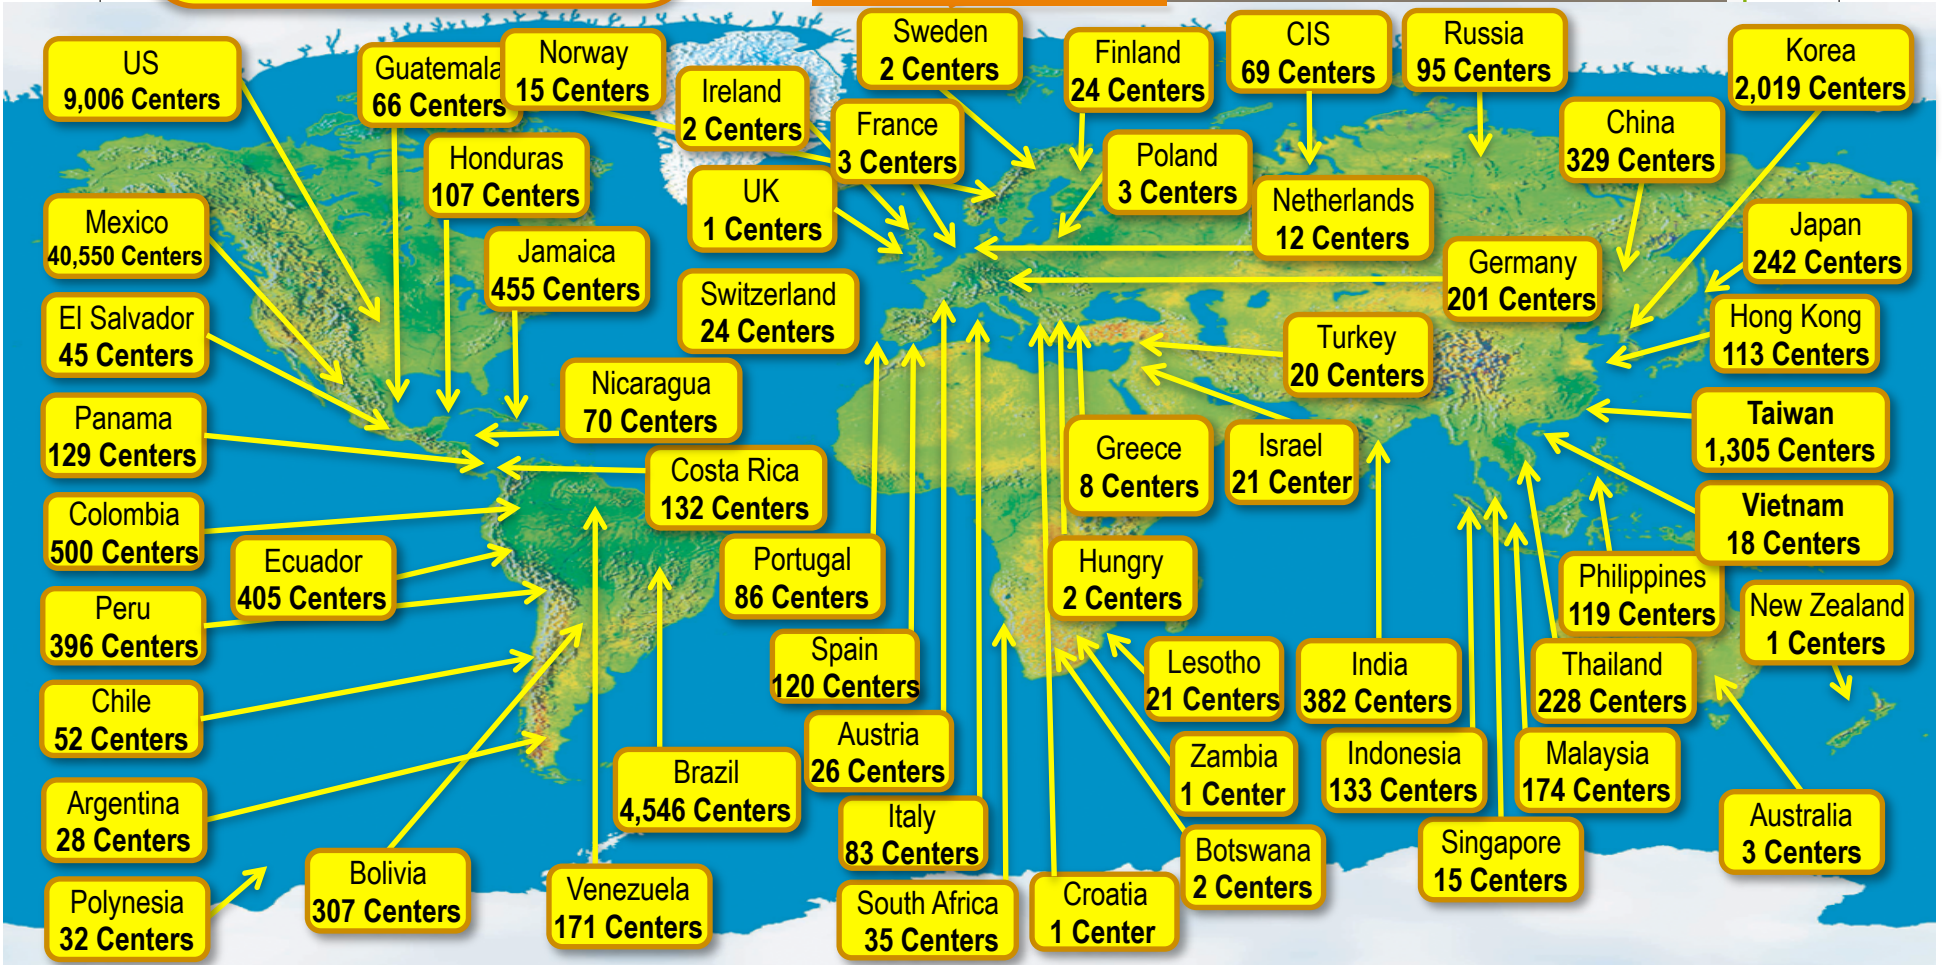 US
9,006 Centers
Guatemala
66 Centers
Norway
15 Centers
Ireland
2 Centers
Sweden
2 Centers
France
3 Centers
Finland
24 Centers
CIS
69 Centers
Russia
95 Centers
Korea
2,019 Centers
China
329 Centers
Honduras
107 Centers
Poland
3 Centers
UK
1 Centers
Netherlands
12 Centers
Mexico
40,550 Centers
Jamaica
455 Centers
Japan
242 Centers
Germany
201 Centers
Switzerland
24 Centers
El Salvador
45 Centers
Hong Kong
113 Centers
Turkey
20 Centers
Nicaragua
70 Centers
Panama
129 Centers
Taiwan
1,305 Centers
Greece
8 Centers
Israel
21 Center
Costa Rica
132 Centers
Colombia
500 Centers
Vietnam
18 Centers
Ecuador
405 Centers
Portugal
86 Centers
Hungry
2 Centers
Philippines
119 Centers
Peru
396 Centers
New Zealand
1 Centers
Spain
120 Centers
Lesotho
21 Centers
India
382 Centers
Thailand
228 Centers
Chile
52 Centers
Austria
26 Centers
Zambia
1 Center
Indonesia
133 Centers
Malaysia
174 Centers
Brazil
4,546 Centers
Argentina
28 Centers
Italy
83 Centers
Australia
3 Centers
Botswana
2 Centers
Singapore
15 Centers
Bolivia
307 Centers
Venezuela
171 Centers
Polynesia
32 Centers
South Africa
35 Centers
Croatia
1 Center